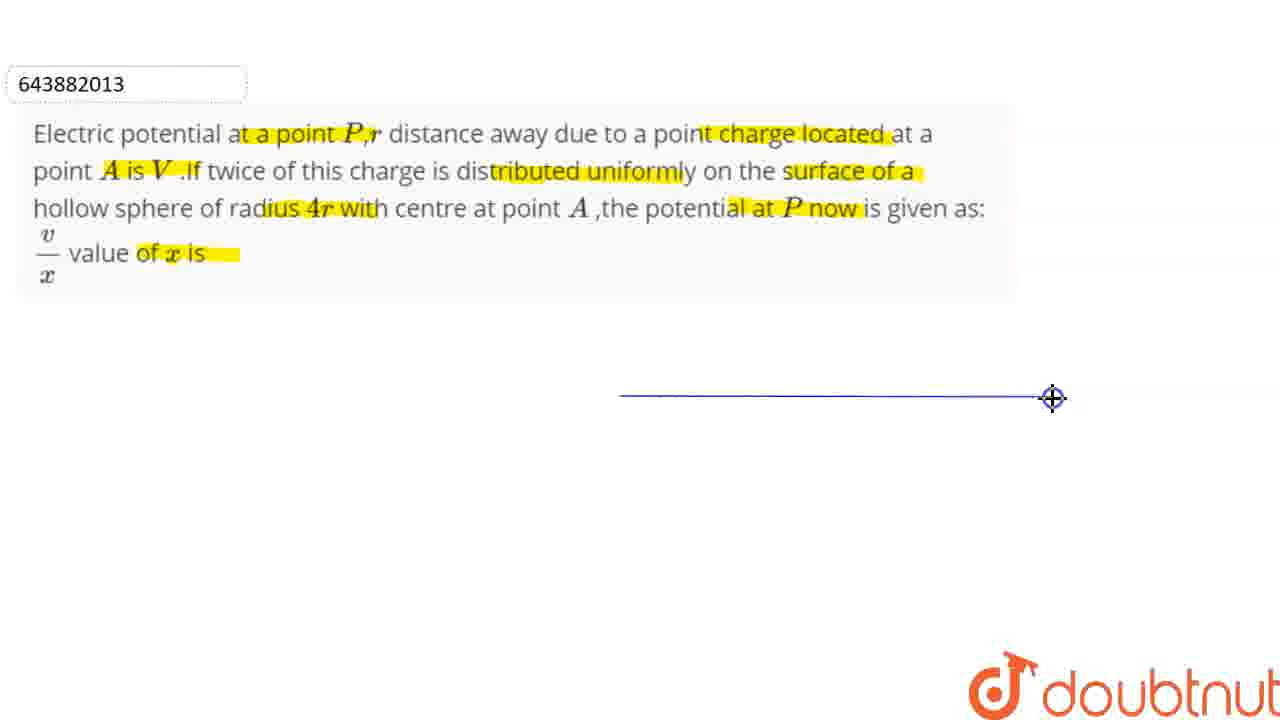 643882013
Electric potential at a point P,r distance away due to a point charge located at a
point A is V .If twice of this charge is distributed uniformly on the surface of a
hollow sphere of radius 4r with centre at point A ,the potential at P now is given as:
v/x value of x is
doubtnut